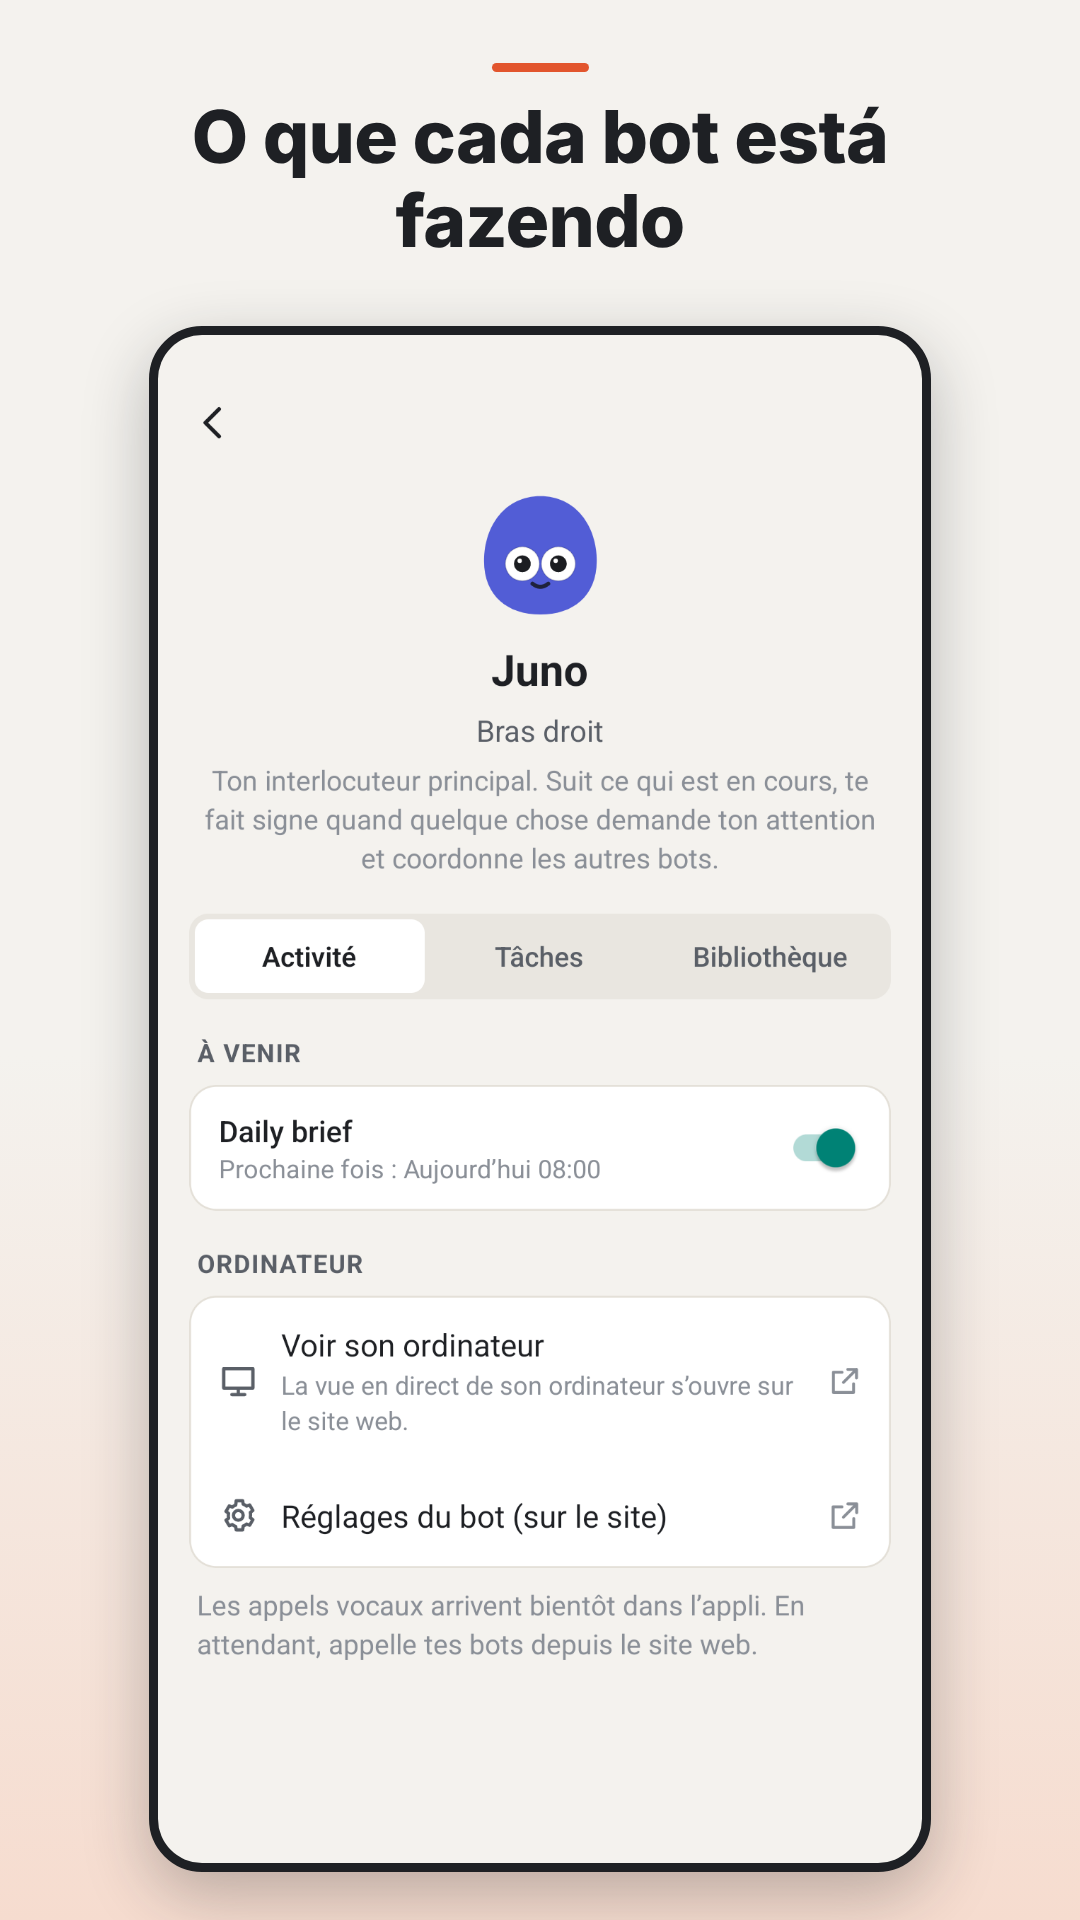 O que cada bot está
fazendo
Juno
Bras droit
Ton interlocuteur principal. Suit ce qui est en cours, te
fait signe quand quelque chose demande ton attention
et coordonne les autres bots.
Activité
Tâches
Bibliothèque
À VENIR
Daily brief
Prochaine fois : Aujourd’hui 08:00
ORDINATEUR
Voir son ordinateur
La vue en direct de son ordinateur s’ouvre sur
le site web.
Réglages du bot (sur le site)
Les appels vocaux arrivent bientôt dans l’appli. En
attendant, appelle tes bots depuis le site web.